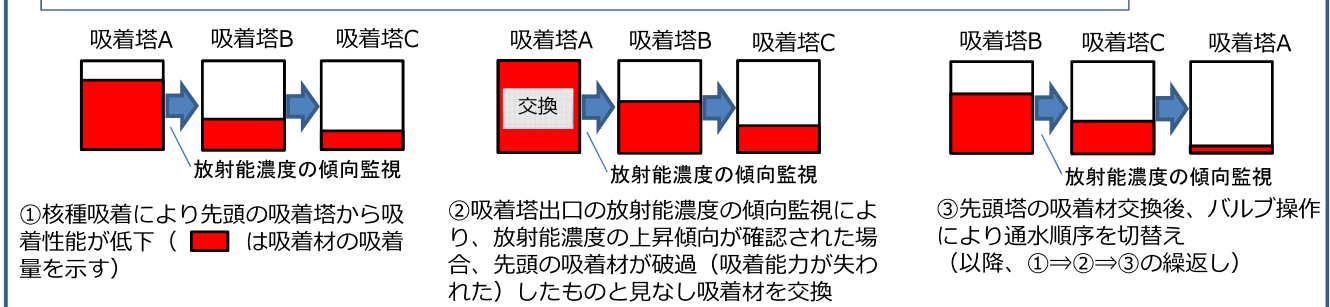 吸着塔A 吸着塔B 吸着塔C
放射能濃度の傾向監視
①核種吸着により先頭の吸着塔から吸
着性能が低下（ は吸着材の吸着
量を示す）
吸着塔A 吸着塔B 吸着塔C
交換
放射能濃度の傾向監視
②吸着塔出口の放射能濃度の傾向監視によ
り、放射能濃度の上昇傾向が確認された場
合、先頭の吸着材が破過（吸着能力が失わ
れた）したものと見なし吸着材を交換
吸着塔B 吸着塔C 吸着塔A
放射能濃度の傾向監視
③先頭塔の吸着材交換後、バルブ操作
により通水順序を切替え
（以降、①⇒②⇒③の繰返し）